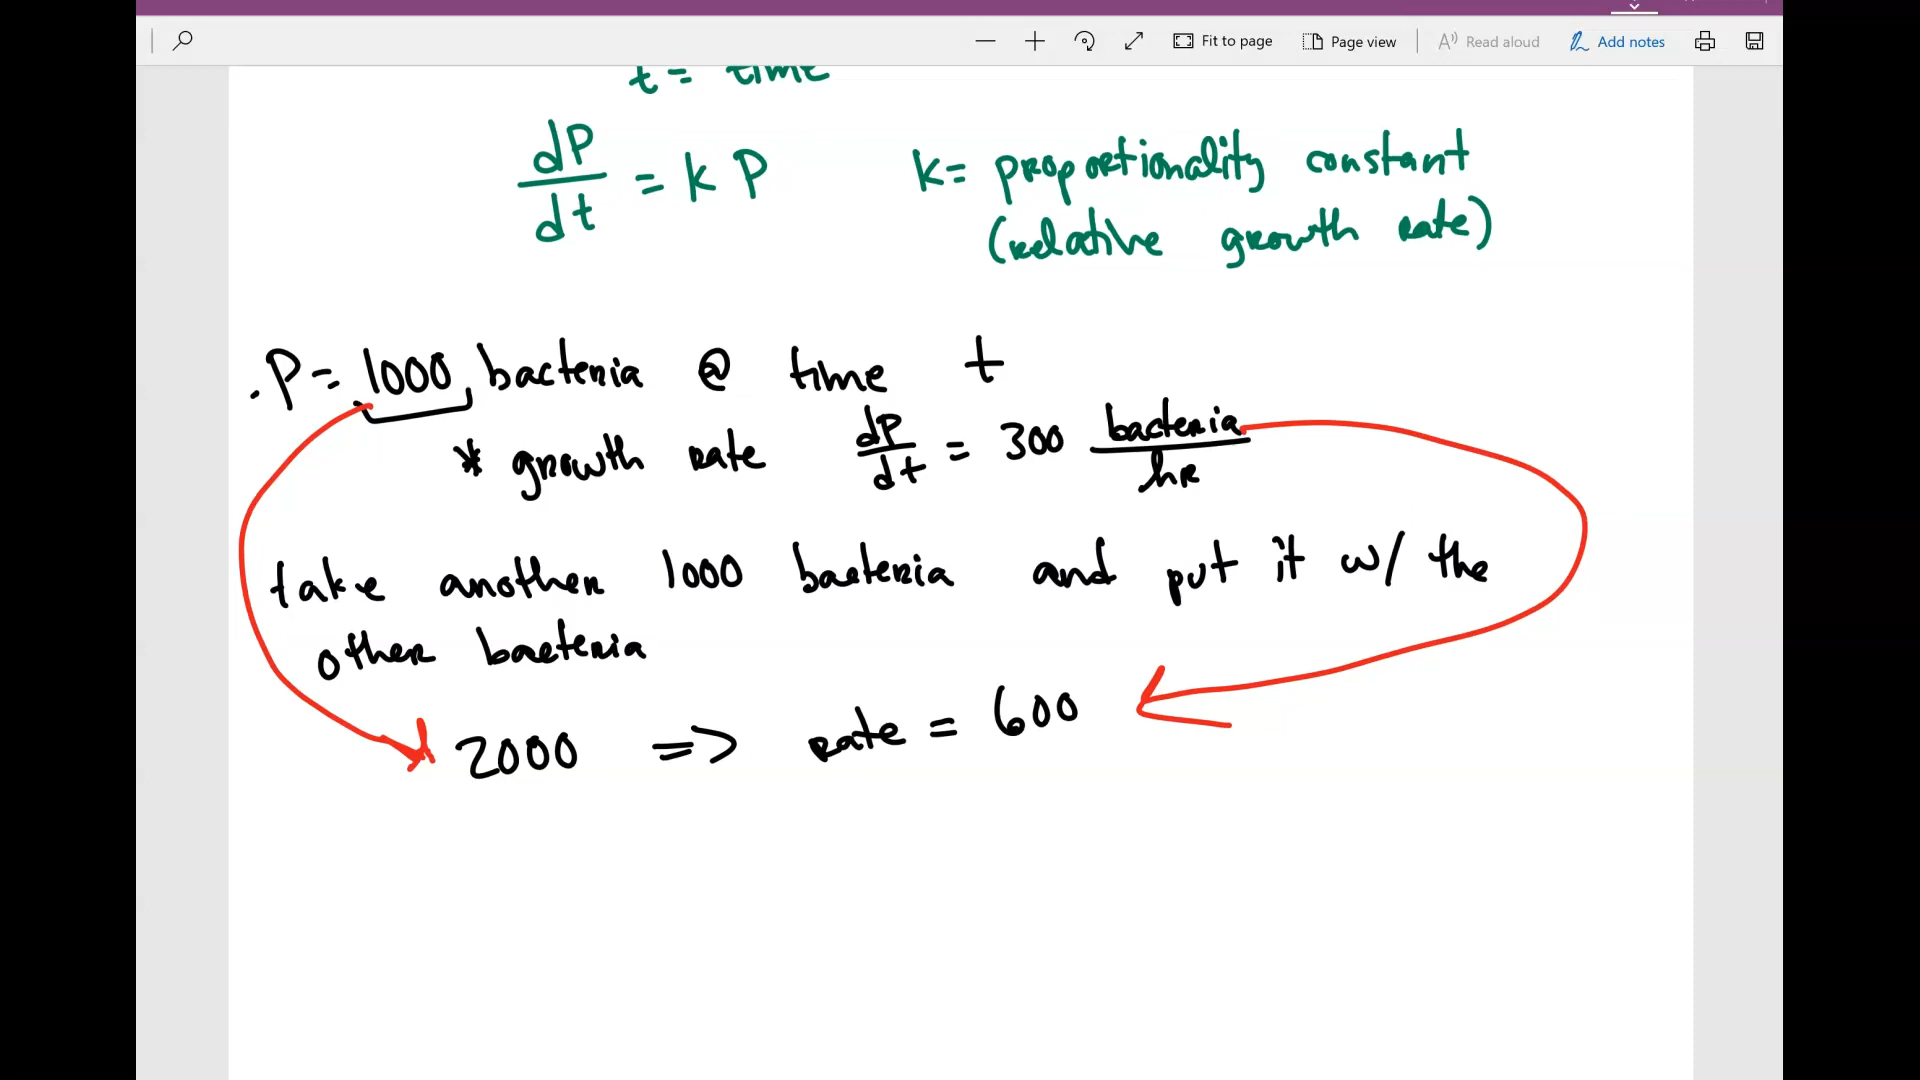 Fit to page Page view Read aloud Add notes
t = time
dP/dt = k P k = proportionality constant
(relative growth rate)
. P = 1000 bacteria @ time t
* growth rate dP/dt = 300 bacteria/hr
take another 1000 bacteria and put it w/ the
other bacteria
2000 => rate = 600